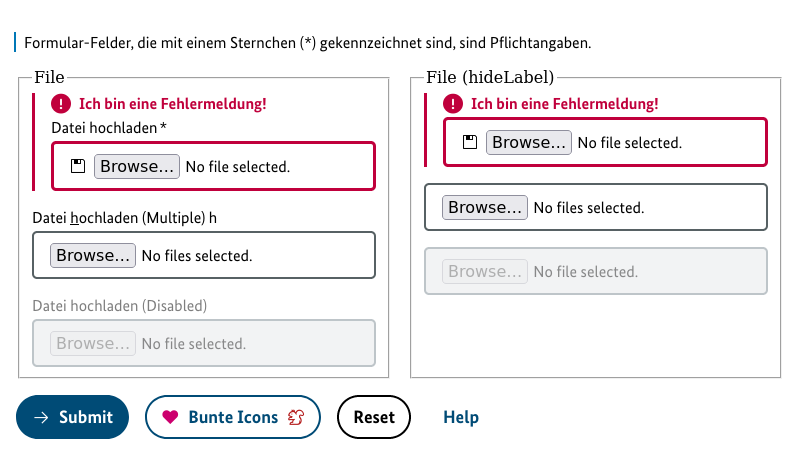 Formular-Felder, die mit einem Sternchen (*) gekennzeichnet sind, sind Pflichtangaben.
File
Ich bin eine Fehlermeldung!
Datei hochladen*
Browse... No file selected.
Datei hochladen (Multiple) h
Browse... No files selected.
Datei hochladen (Disabled)
Browse... No file selected.
File (hideLabel)
Ich bin eine Fehlermeldung!
Browse... No file selected.
Browse... No files selected.
Browse... No file selected.
Submit
Bunte Icons
Reset
Help